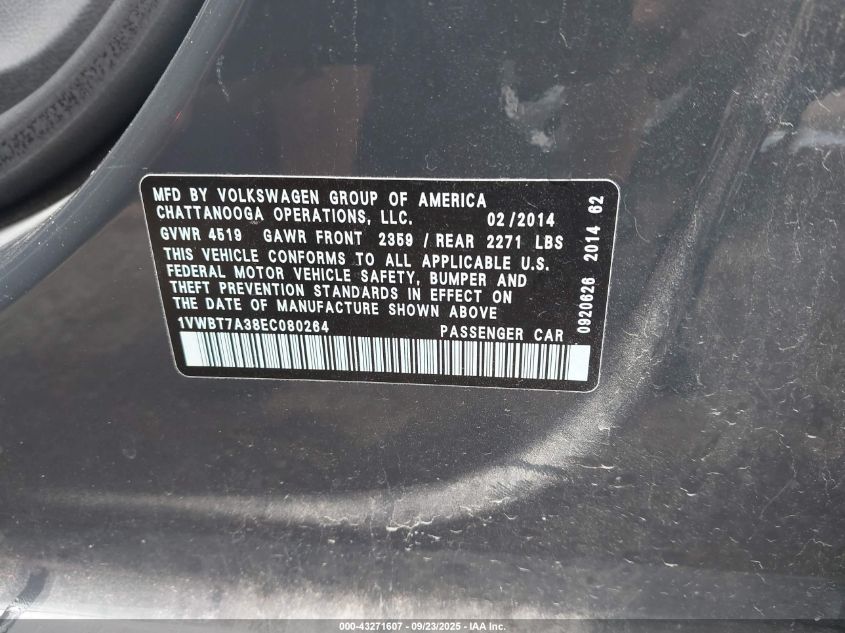 MFD BY VOLKSWAGEN GROUP OF AMERICA
CHATTANOOGA OPERATIONS, LLC. 02/2014
GVWR 4519 GAWR FRONT 2359 / REAR 2271 LBS
THIS VEHICLE CONFORMS TO ALL APPLICABLE U.S.
FEDERAL MOTOR VEHICLE SAFETY, BUMPER AND
THEFT PREVENTION STANDARDS IN EFFECT ON
THE DATE OF MANUFACTURE SHOWN ABOVE
1VWBT7A38EC080264 PASSENGER CAR
0920626 2014 62
000-43271607 - 09/23/2025 - IAA Inc.